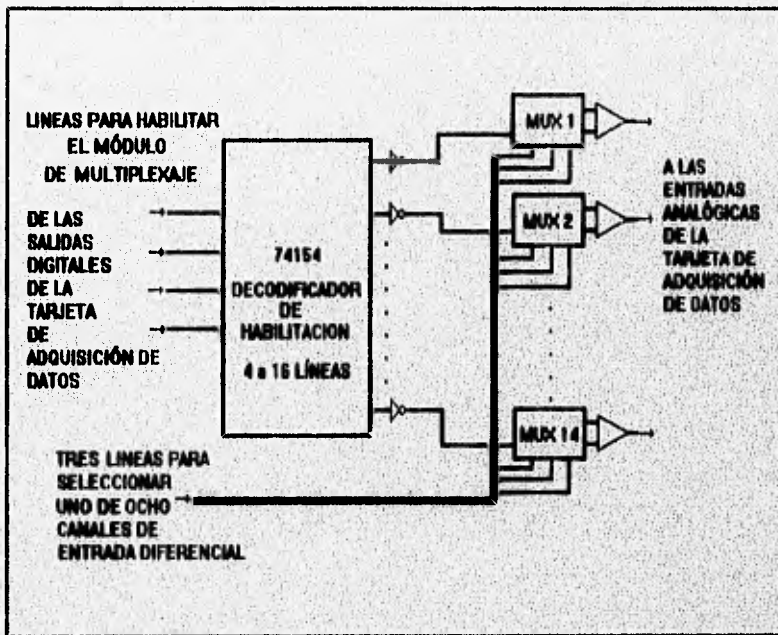 LINEAS PARA HABILITAR
EL MÓDULO
DE MULTIPLEXAJE
DE LAS
SALIDAS
DIGITALES
DE LA
TARJETA
DE
ADQUISICIÓN DE
DATOS
74154
DECODIFICADOR
DE
HABILITACION
4 a 16 LÍNEAS
TRES LINEAS PARA
SELECCIONAR
UNO DE OCHO
CANALES DE
ENTRADA DIFERENCIAL
MUX 1
MUX 2
MUX 14
A LAS
ENTRADAS
ANALÓGICAS
DE LA
TARJETA DE
ADQUISICIÓN
DE DATOS